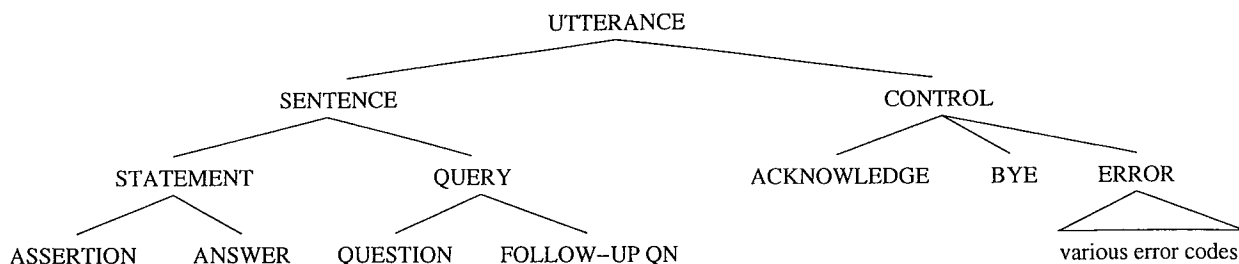 UTTERANCE
SENTENCE CONTROL
STATEMENT QUERY ACKNOWLEDGE BYE ERROR
ASSERTION ANSWER QUESTION FOLLOW–UP QN various error codes